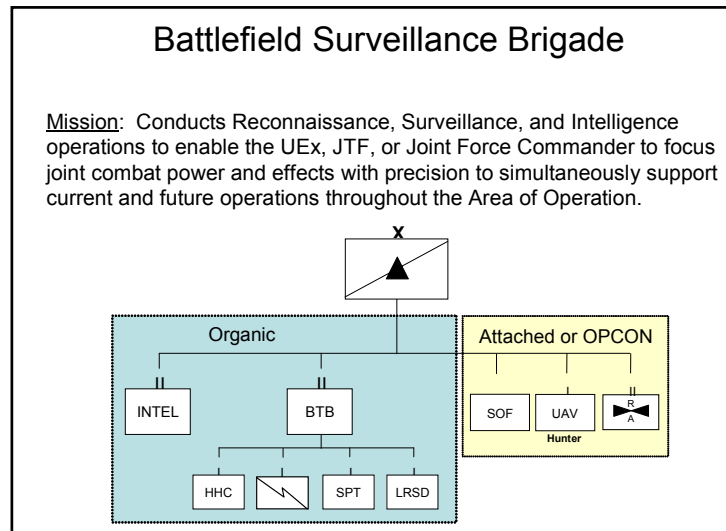 Battlefield Surveillance Brigade
Mission: Conducts Reconnaissance, Surveillance, and Intelligence
operations to enable the UEx, JTF, or Joint Force Commander to focus
joint combat power and effects with precision to simultaneously support
current and future operations throughout the Area of Operation.
X
Organic
Attached or OPCON
II
II
I
II
INTEL
BTB
SOF
UAV
R
A
Hunter
I
I
I
I
HHC
SPT
LRSD